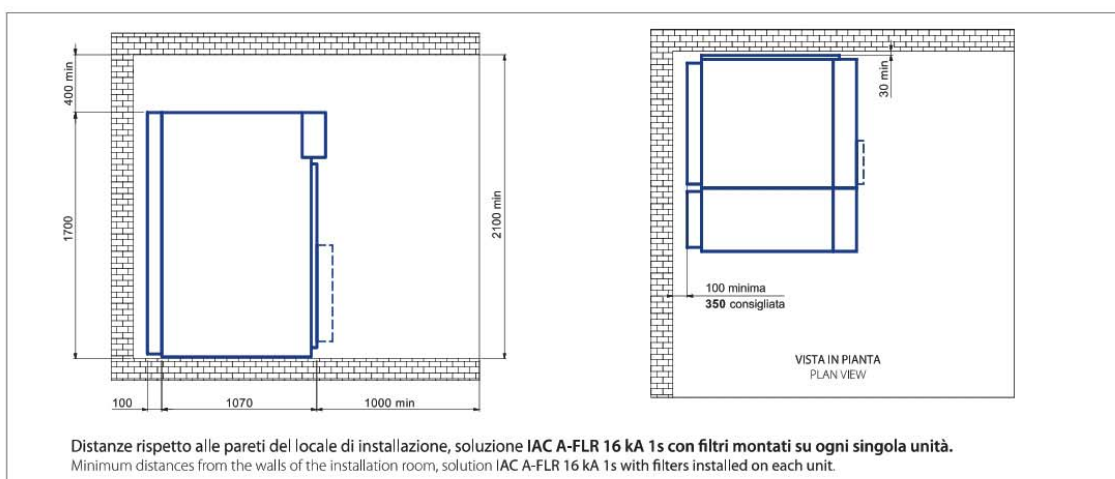 400 min
1700
2100 min
100
1070
1000 min
30 min
100 minima
350 consigliata
VISTA IN PIANTA
PLAN VIEW
Distanze rispetto alle pareti del locale di installazione, soluzione IAC A-FLR 16 kA 1s con filtri montati su ogni singola unità.
Minimum distances from the walls of the installation room, solution IAC A-FLR 16 kA 1s with filters installed on each unit.